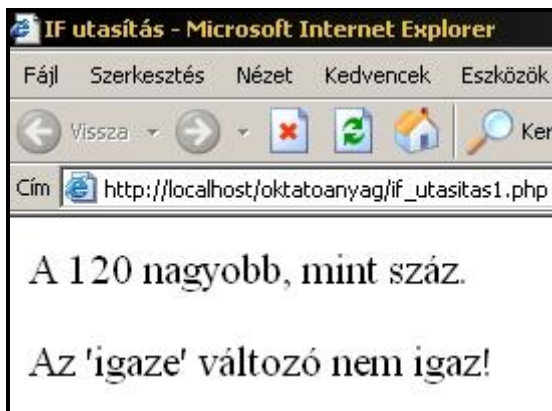 IF utasítás - Microsoft Internet Explorer
Fájl Szerkesztés Nézet Kedvencek Eszközök
Vissza
Cím http://localhost/oktatoanyag/if_utasitas1.php
A 120 nagyobb, mint száz.
Az 'igaze' változó nem igaz!